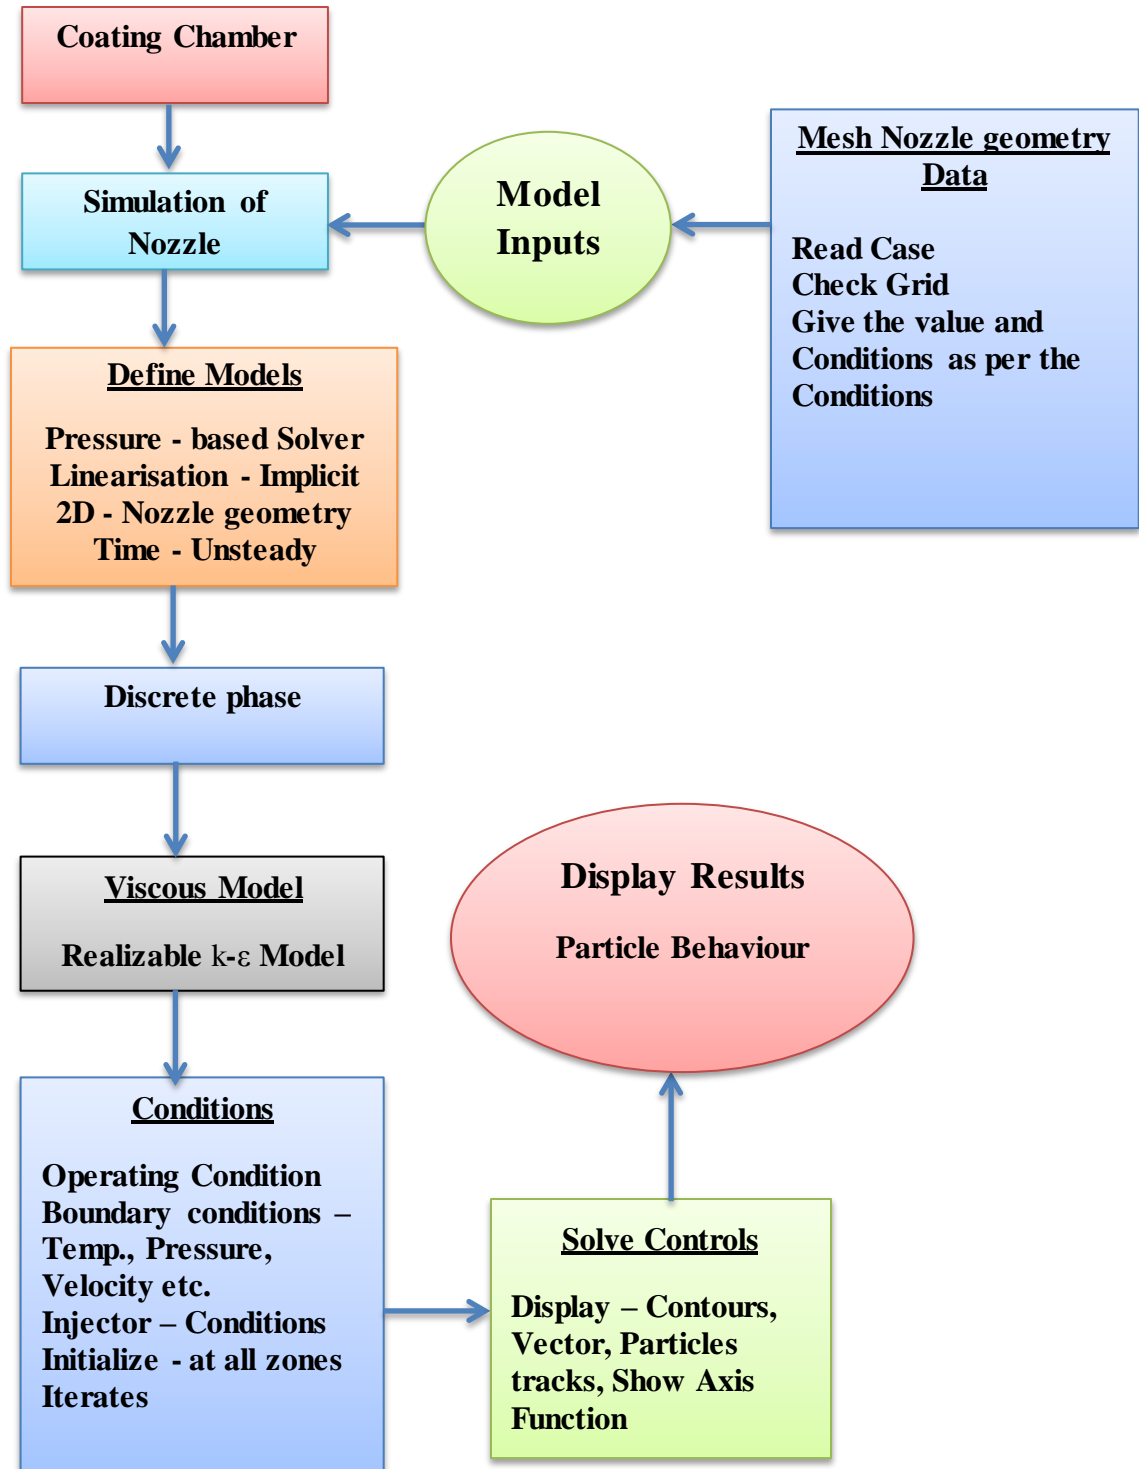 Coating Chamber
Simulation of
Nozzle
Model
Inputs
Mesh Nozzle geometry
Data
Read Case
Check Grid
Give the value and
Conditions as per the
Conditions
Define Models
Pressure - based Solver
Linearisation - Implicit
2D - Nozzle geometry
Time - Unsteady
Discrete phase
Viscous Model
Realizable k-ε Model
Conditions
Operating Condition
Boundary conditions –
Temp., Pressure,
Velocity etc.
Injector – Conditions
Initialize - at all zones
Iterates
Solve Controls
Display – Contours,
Vector, Particles
tracks, Show Axis
Function
Display Results
Particle Behaviour